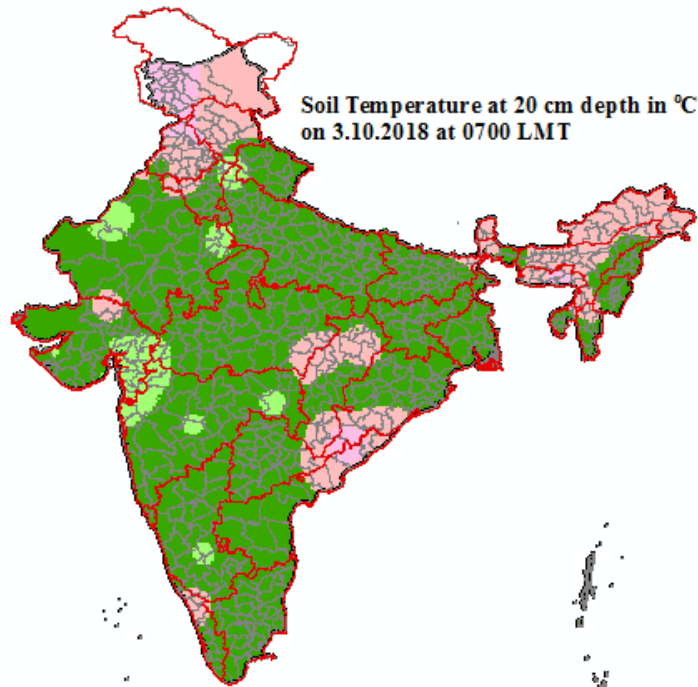 Soil Temperature at 20 cm depth in ⁰C
on 3.10.2018 at 0700 LMT